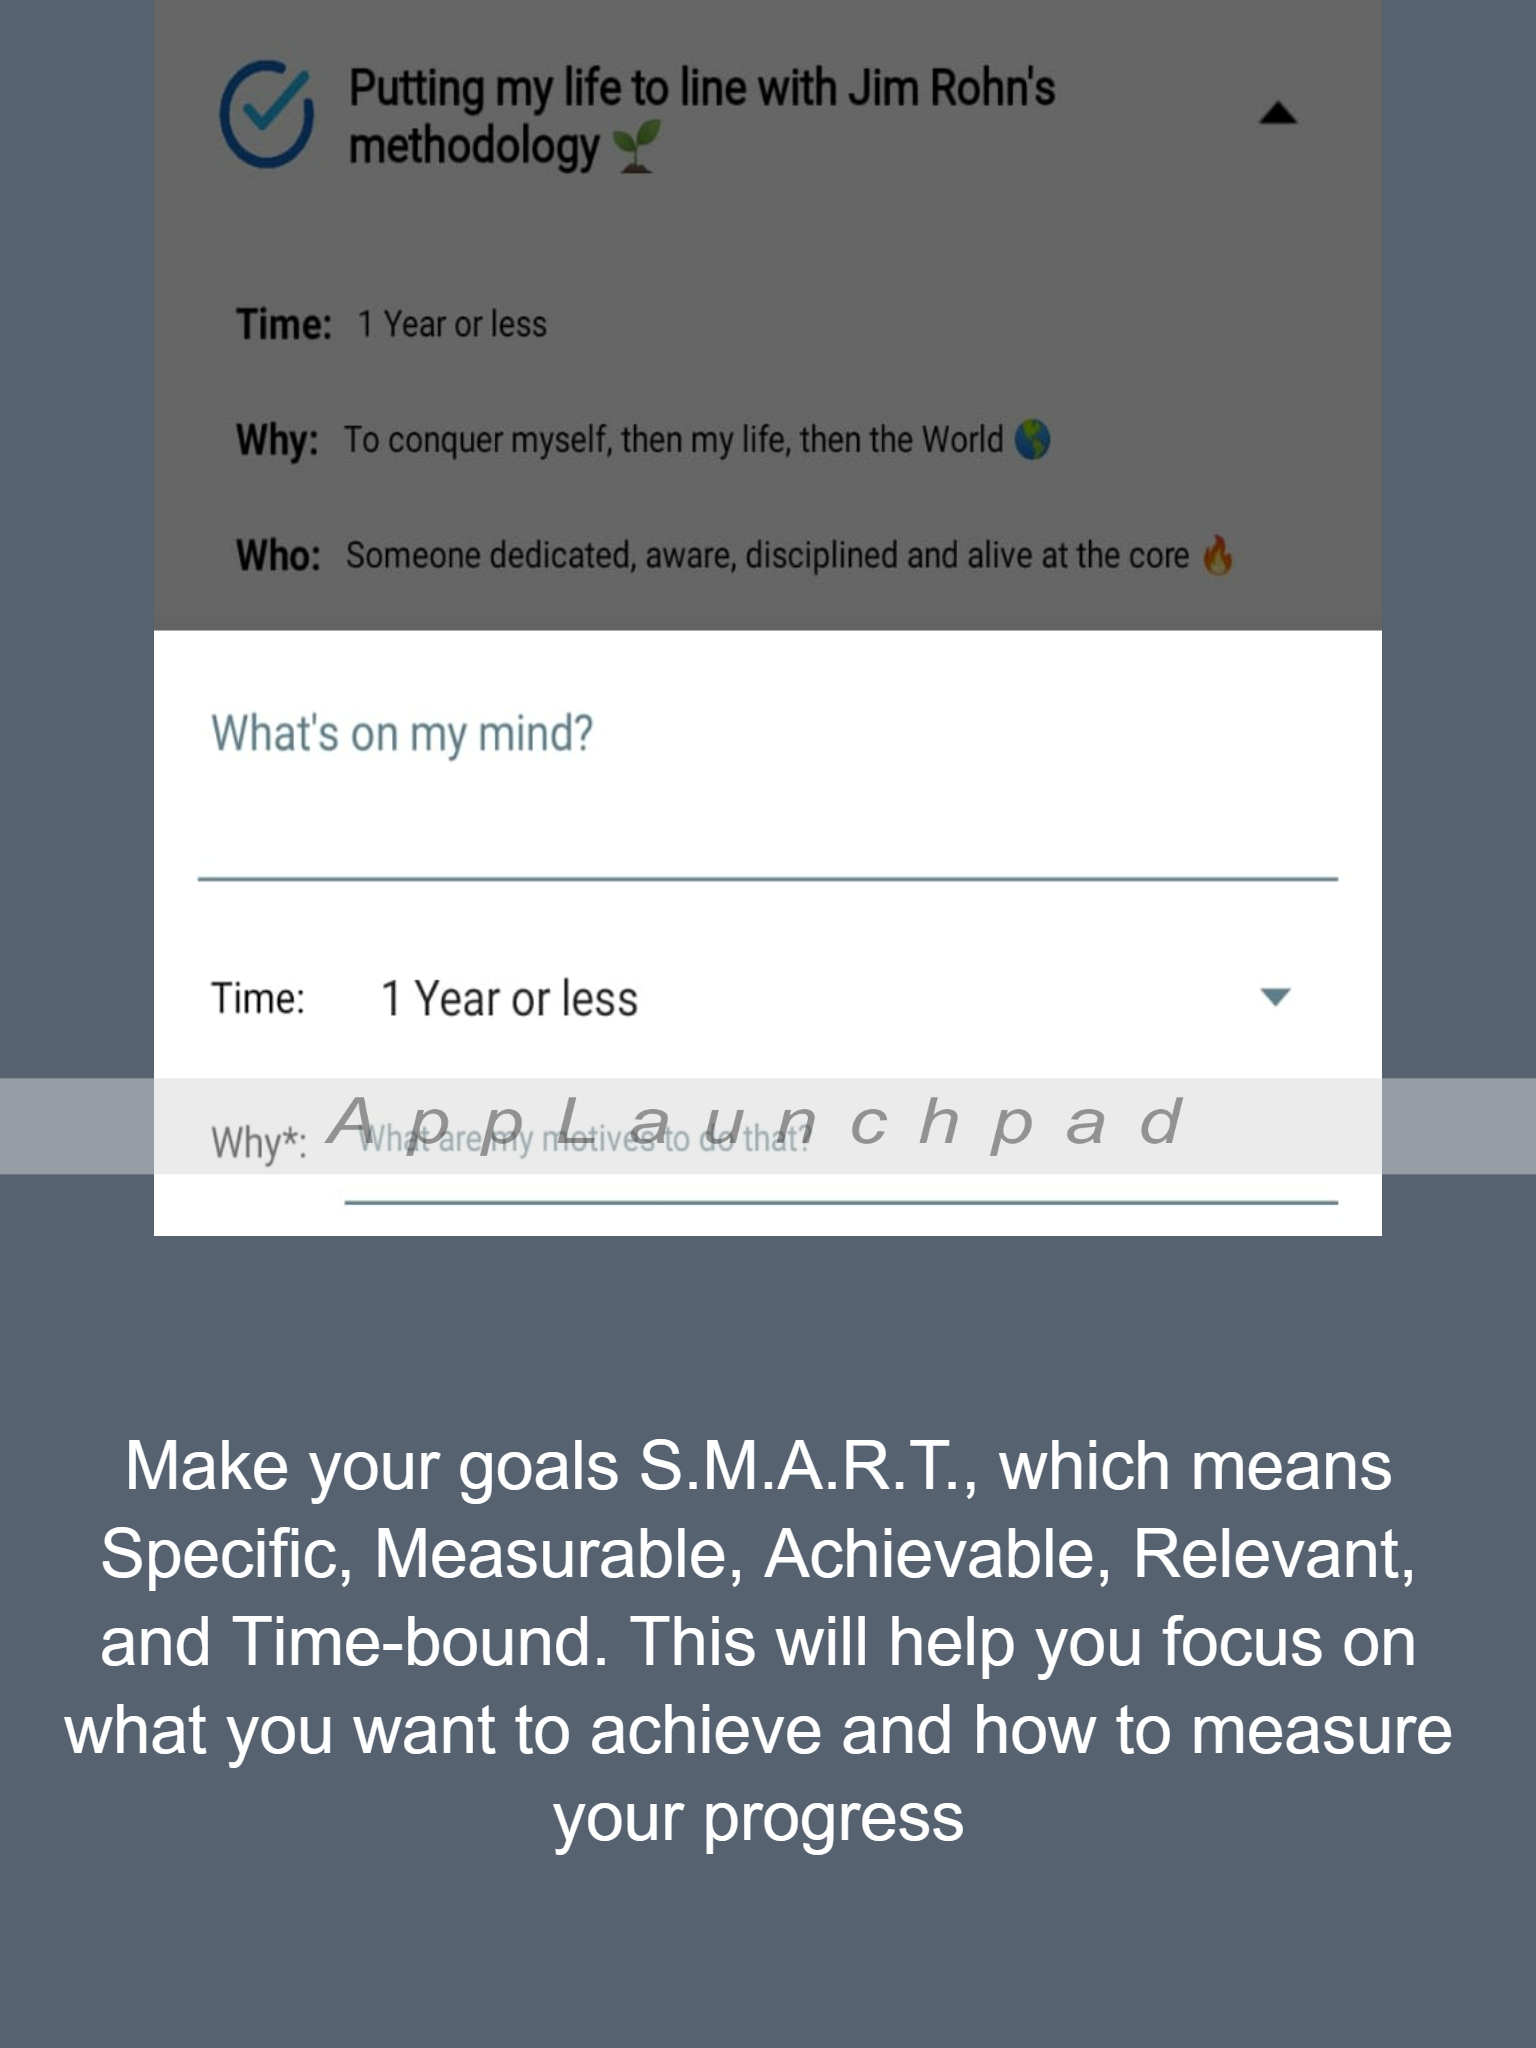 Putting my life to line with Jim Rohn's
methodology 🌱
Time: 1 Year or less
Why: To conquer myself, then my life, then the World 🌎
Who: Someone dedicated, aware, disciplined and alive at the core 🔥
What's on my mind?
Time: 1 Year or less
AppLaunchpad
Why*: What are my motives to do that?
Make your goals S.M.A.R.T., which means
Specific, Measurable, Achievable, Relevant,
and Time-bound. This will help you focus on
what you want to achieve and how to measure
your progress